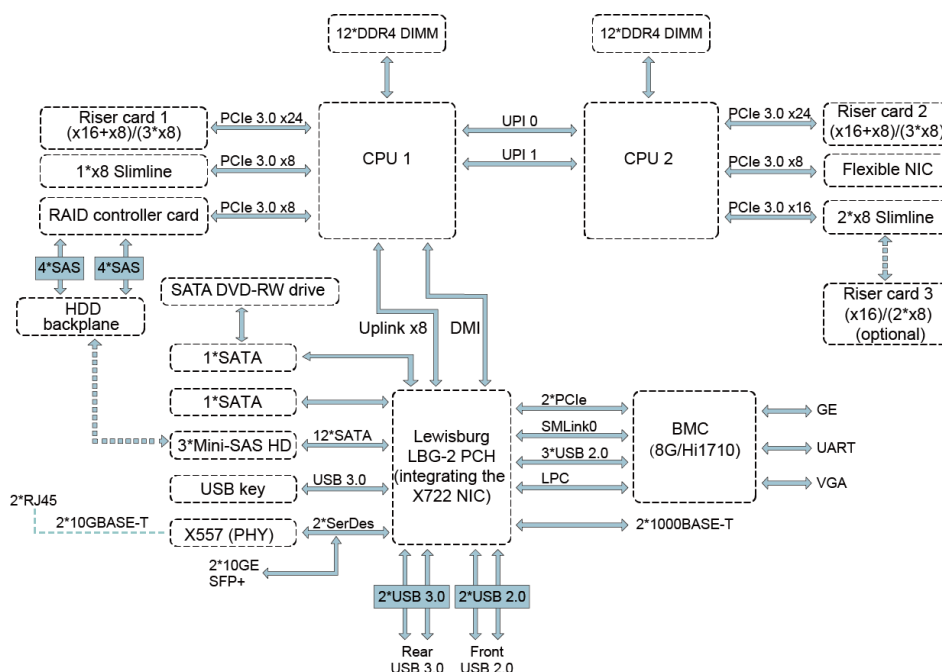 12*DDR4 DIMM
12*DDR4 DIMM
Riser card 1
(x16+x8)/(3*x8)
PCIe 3.0 x24
CPU 1
UPI 0
UPI 1
CPU 2
PCIe 3.0 x24
Riser card 2
(x16+x8)/(3*x8)
1*x8 Slimline
PCIe 3.0 x8
PCIe 3.0 x8
Flexible NIC
RAID controller card
PCIe 3.0 x8
PCIe 3.0 x16
2*x8 Slimline
4*SAS
4*SAS
HDD
backplane
SATA DVD-RW drive
Uplink x8
DMI
Riser card 3
(x16)/(2*x8)
(optional)
1*SATA
1*SATA
3*Mini-SAS HD
12*SATA
USB key
USB 3.0
X557 (PHY)
2*SerDes
2*RJ45
2*10GBASE-T
2*10GE
SFP+
Lewisburg
LBG-2 PCH
(integrating the
X722 NIC)
2*PCIe
SMLink0
3*USB 2.0
LPC
BMC
(8G/Hi1710)
GE
UART
VGA
2*1000BASE-T
2*USB 3.0
2*USB 2.0
Rear
USB 3.0
Front
USB 2.0